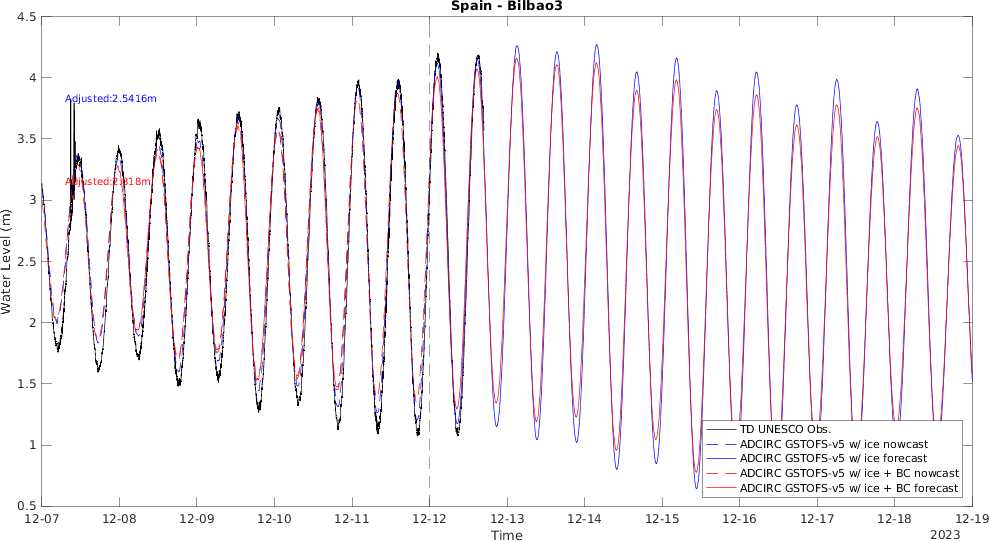 Spain - Bilbao3
4.5
4
3.5
3
2.5
2
1.5
1
0.5
Water Level (m)
Adjusted:2.5416m
TD UNESCO Obs.
ADCIRC GSTOFS-v5 w/ ice nowcast
ADCIRC GSTOFS-v5 w/ ice forecast
ADCIRC GSTOFS-v5 w/ ice + BC nowcast
ADCIRC GSTOFS-v5 w/ ice + BC forecast
12-07 12-08 12-09 12-10 12-11 12-12 12-13 12-14 12-15 12-16 12-17 12-18 12-19
Time
2023